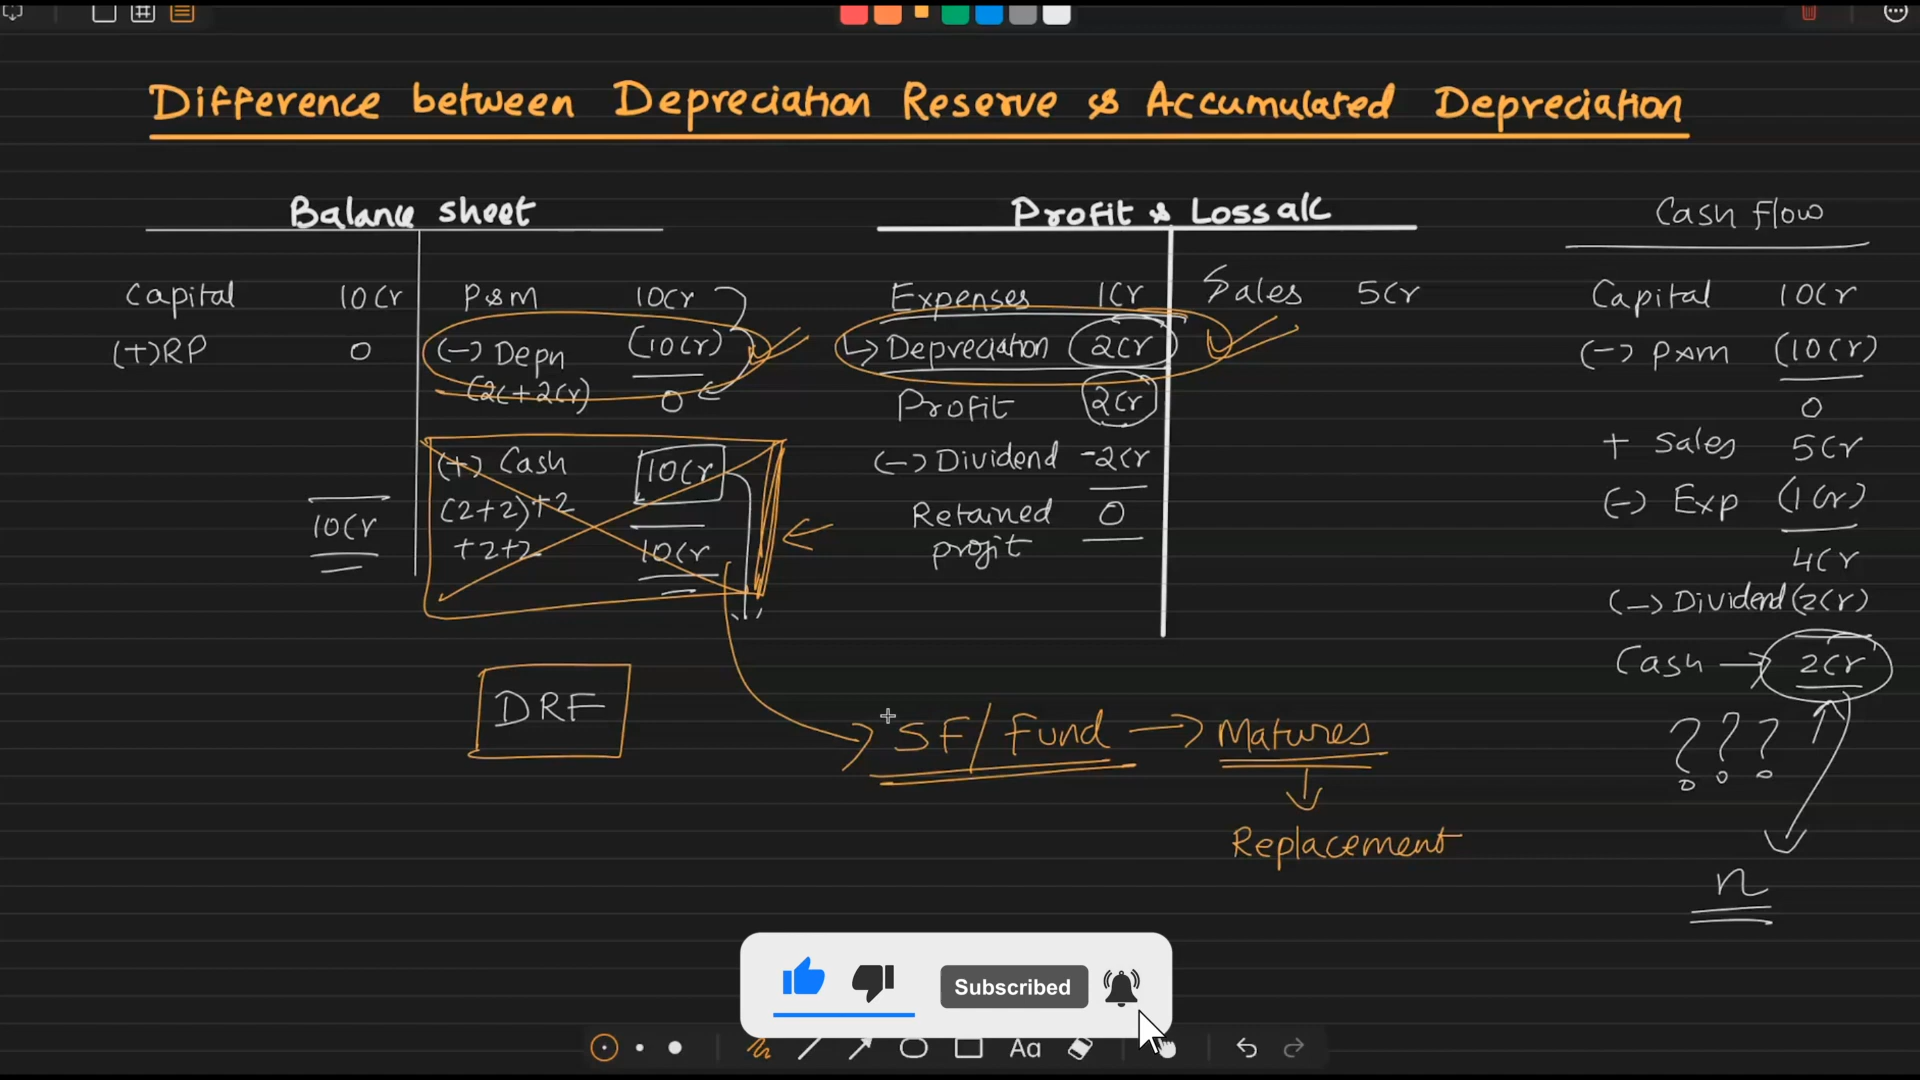 Difference between Depreciation Reserve & Accumulated Depreciation
Balance sheet
Capital 10Cr P&M 10Cr
(+)RP 0 (-) Depn (10Cr)
(2C+2Cr) 0
(+) Cash 10Cr
(2+2)+2
10Cr +2+2 10Cr
DRF
Profit & Loss a/c
Expenses 1Cr Sales 5Cr
Depreciation 2Cr
Profit 2Cr
(-) Dividend -2Cr
Retained 0
profit
Cash flow
Capital 10Cr
(-) P&M (10Cr)
0
+ Sales 5Cr
(-) Exp (1Cr)
4Cr
(-) Dividend (2Cr)
Cash → 2Cr
???
n
SF/Fund → Matures
Replacement
Subscribed
Aa